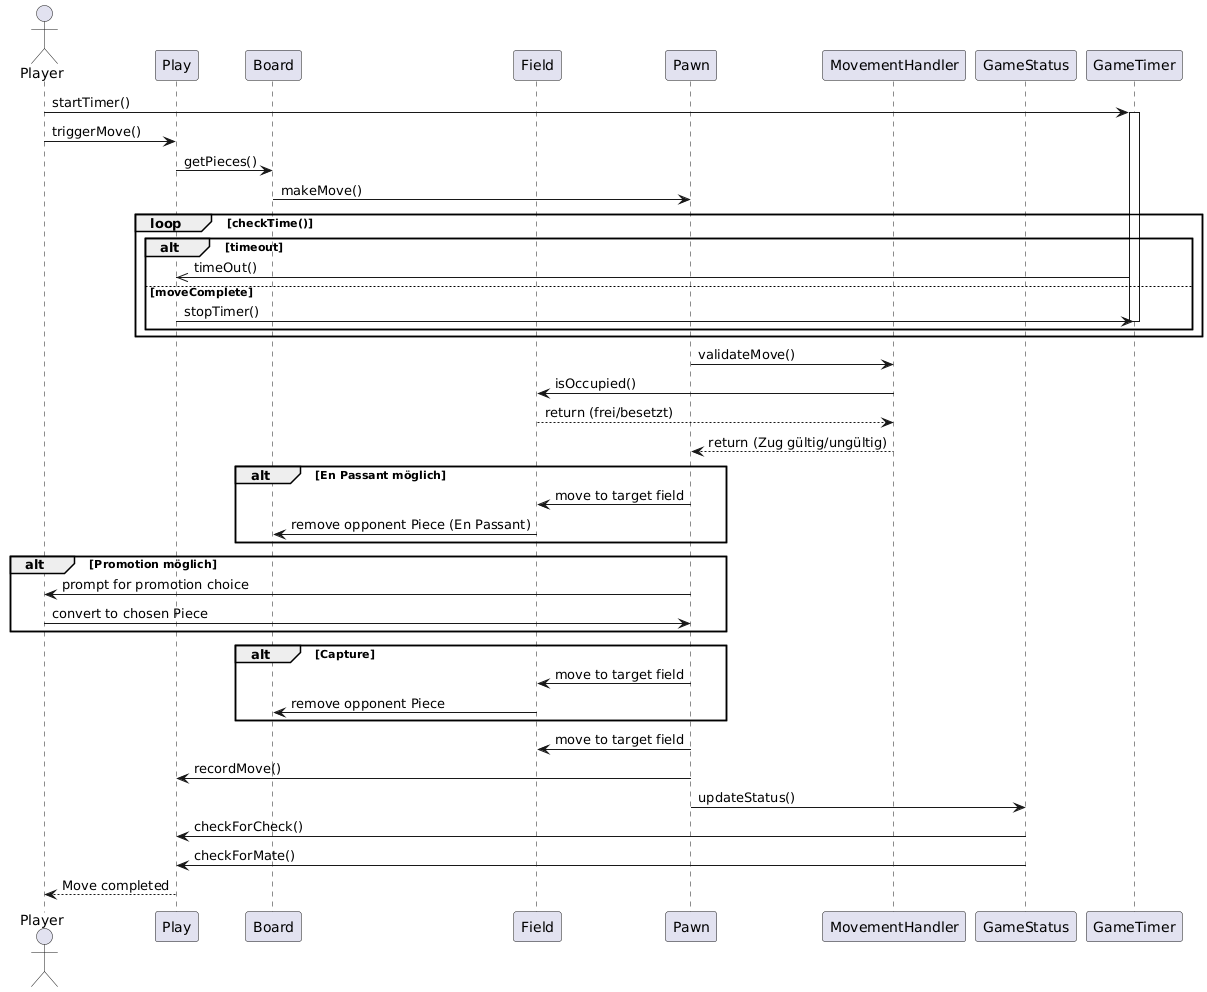 Player
Play
Board
Field
Pawn
MovementHandler
GameStatus
GameTimer
startTimer()
triggerMove()
getPieces()
makeMove()
loop [checkTime()]
alt [timeout]
timeOut()
[moveComplete]
stopTimer()
validateMove()
isOccupied()
return (frei/besetzt)
return (Zug gültig/ungültig)
alt [En Passant möglich]
move to target field
remove opponent Piece (En Passant)
alt [Promotion möglich]
prompt for promotion choice
convert to chosen Piece
alt [Capture]
move to target field
remove opponent Piece
move to target field
recordMove()
updateStatus()
checkForCheck()
checkForMate()
Move completed
Player
Play
Board
Field
Pawn
MovementHandler
GameStatus
GameTimer